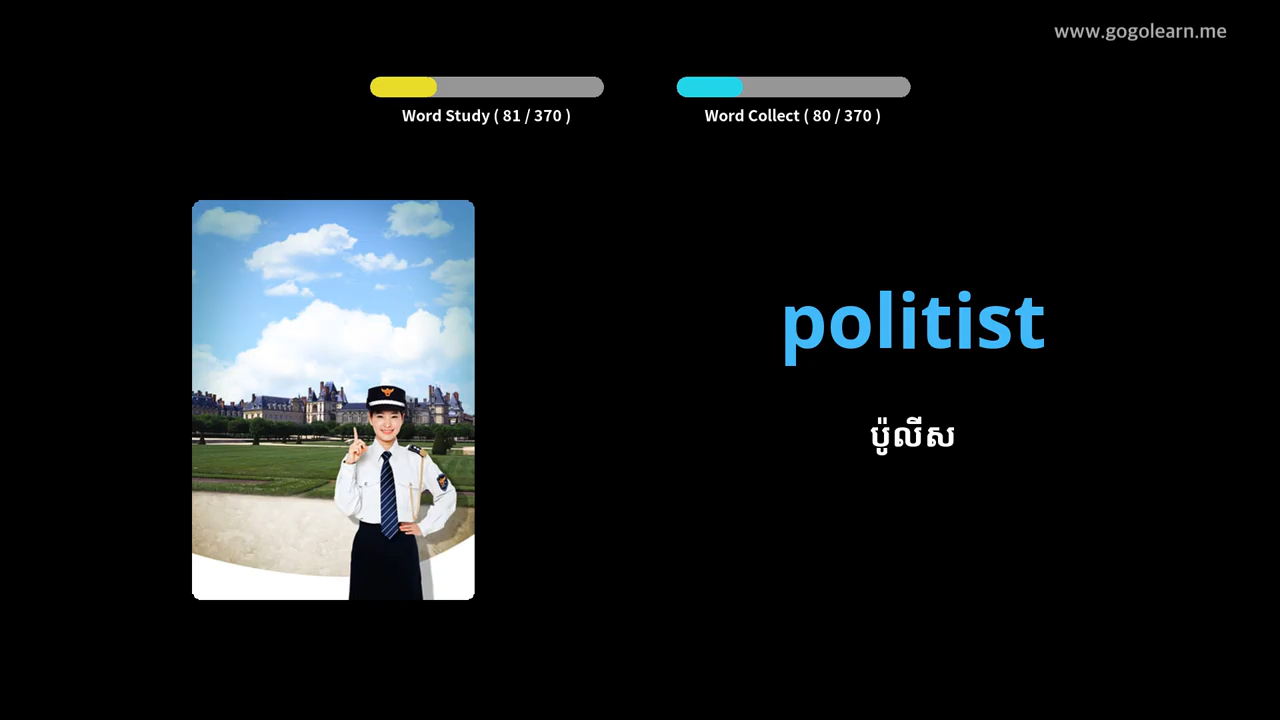 www.gogolearn.me
Word Study ( 81 / 370 )
Word Collect ( 80 / 370 )
politist
ប៉ូលីស